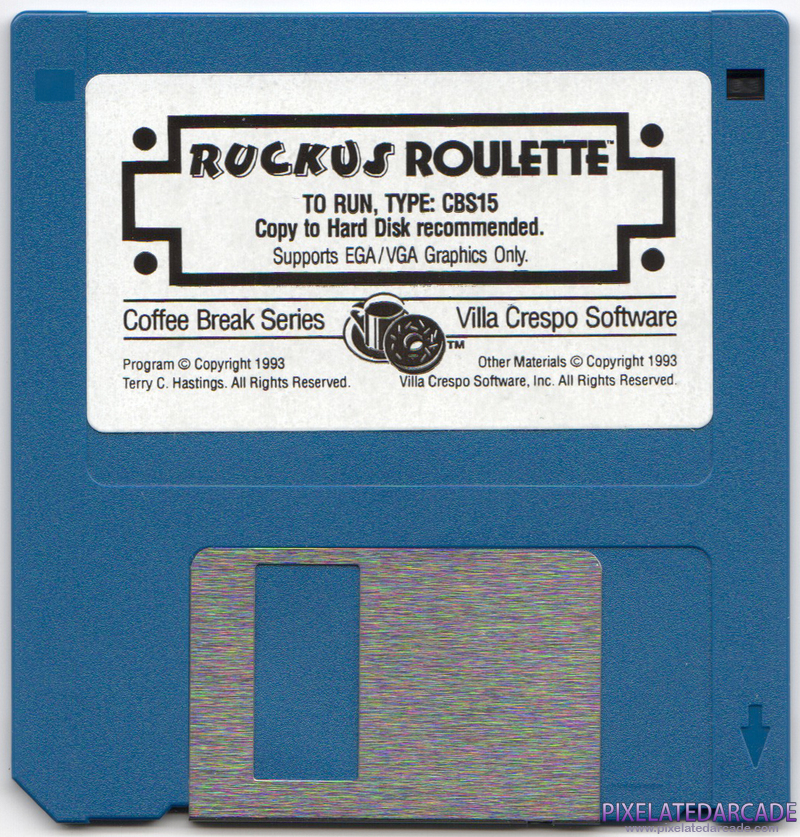 RUCKUS ROULETTE™
TO RUN, TYPE: CBS15
Copy to Hard Disk recommended.
Supports EGA/VGA Graphics Only.
Coffee Break Series
Villa Crespo Software
TM
Program © Copyright 1993
Terry C. Hastings. All Rights Reserved.
Other Materials © Copyright 1993
Villa Crespo Software, Inc. All Rights Reserved.
PIXELATEDARCADE
www.pixelatedarcade.com